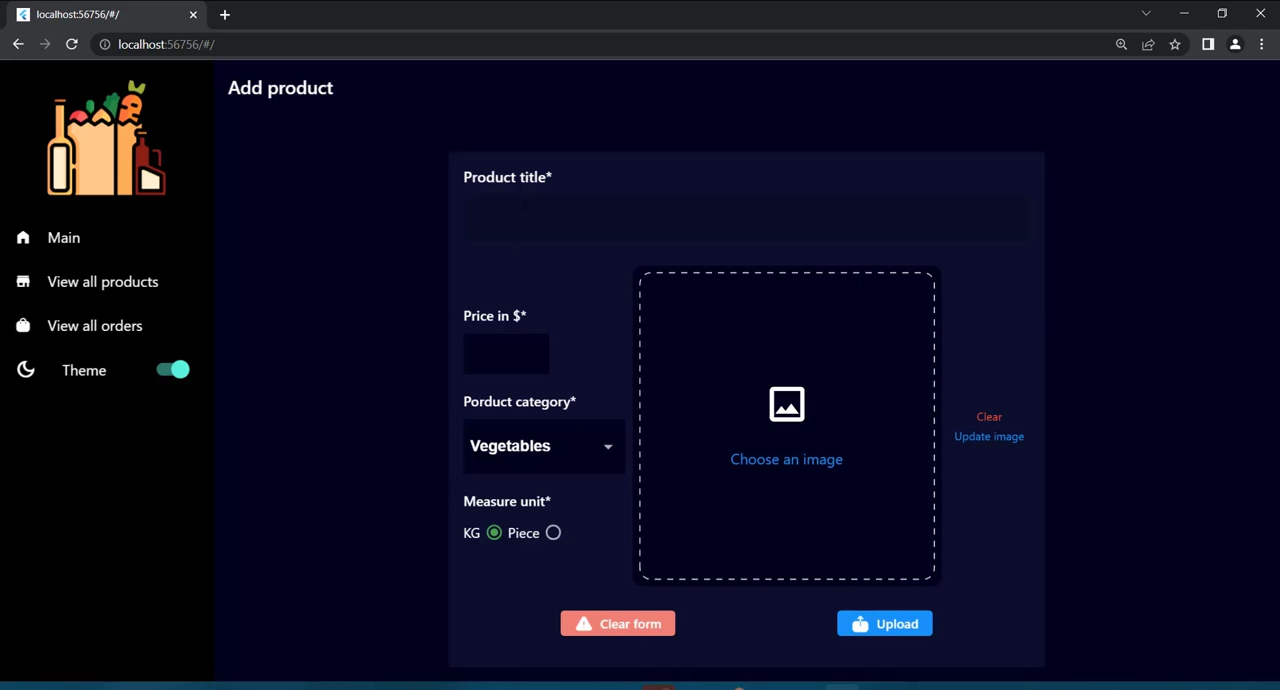 localhost:56756/#/
localhost:56756/#/
Add product
Main
View all products
View all orders
Theme
Product title*
Price in $*
Porduct category*
Vegetables
Measure unit*
KG Piece
Choose an image
Clear
Update image
Clear form
Upload